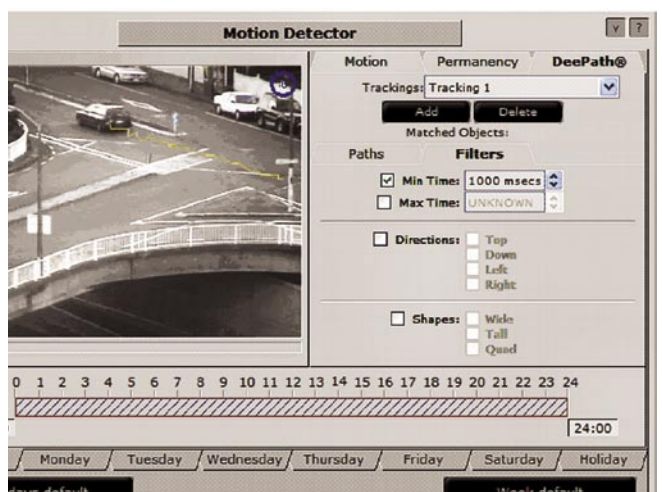 Motion Detector
v ?
Motion Permanency DeePath®
Trackings: Tracking 1
Add Delete
Matched Objects:
Paths Filters
Min Time: 1000 msecs
Max Time: UNKNOWN
Directions: Top
Down
Left
Right
Shapes: Wide
Tall
Quad
0 1 2 3 4 5 6 7 8 9 10 11 12 13 14 15 16 17 18 19 20 21 22 23 24
24:00
Monday Tuesday Wednesday Thursday Friday Saturday Holiday
default Week default